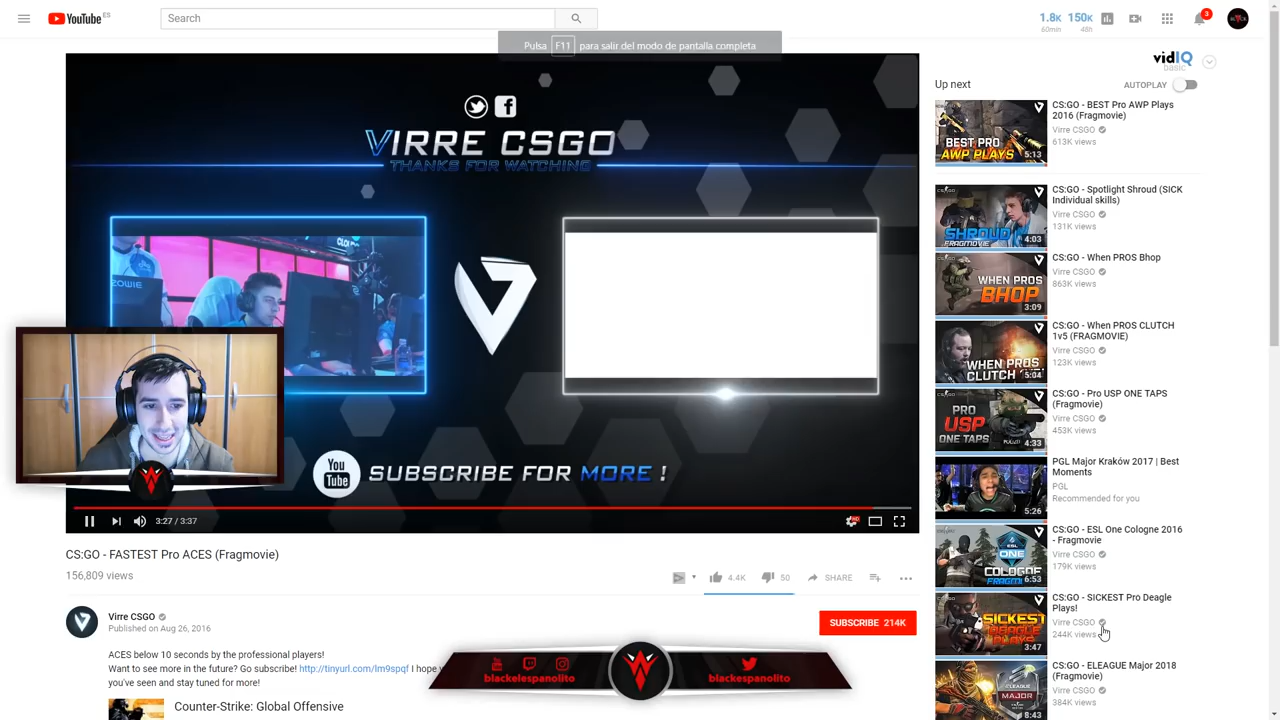 YouTube ES
Search
1.8K 150K
60min 48h
3
Pulsa F11 para salir del modo de pantalla completa
vidIQ
basic
Up next
AUTOPLAY
VIRRE CSGO
THANKS FOR WATCHING
ZOWIE
You
Tube
SUBSCRIBE FOR MORE !
3:27 / 3:37
HD
CS:GO - FASTEST Pro ACES (Fragmovie)
156,809 views
4.4K
50
SHARE
Virre CSGO
Published on Aug 26, 2016
SUBSCRIBE 214K
ACES below 10 seconds by the professional
Want to see more in the future? Go subscribe! http://tinyurl.com/lm9spqf I hope
you've seen and stay tuned for more!
Counter-Strike: Global Offensive
blackelespanolito
blackespanolito
BEST PRO
AWP PLAYS
5:13
CS:GO - BEST Pro AWP Plays
2016 (Fragmovie)
Virre CSGO
613K views
SHROUD
FRAGMOVIE
4:03
CS:GO - Spotlight Shroud (SICK
Individual skills)
Virre CSGO
131K views
WHEN PROS
BHOP
3:09
CS:GO - When PROS Bhop
Virre CSGO
863K views
WHEN PROS
CLUTCH 1v5
5:04
CS:GO - When PROS CLUTCH
1v5 (FRAGMOVIE)
Virre CSGO
123K views
PRO
USP
ONE TAPS
4:33
CS:GO - Pro USP ONE TAPS
(Fragmovie)
Virre CSGO
453K views
5:26
PGL Major Kraków 2017 | Best
Moments
PGL
Recommended for you
ESL
ONE
COLOGNE
6:53
CS:GO - ESL One Cologne 2016
- Fragmovie
Virre CSGO
179K views
SICKEST
DEAGLE
PLAYS
3:47
CS:GO - SICKEST Pro Deagle
Plays!
Virre CSGO
244K views
ELEAGUE
MAJOR
8:43
CS:GO - ELEAGUE Major 2018
(Fragmovie)
Virre CSGO
384K views